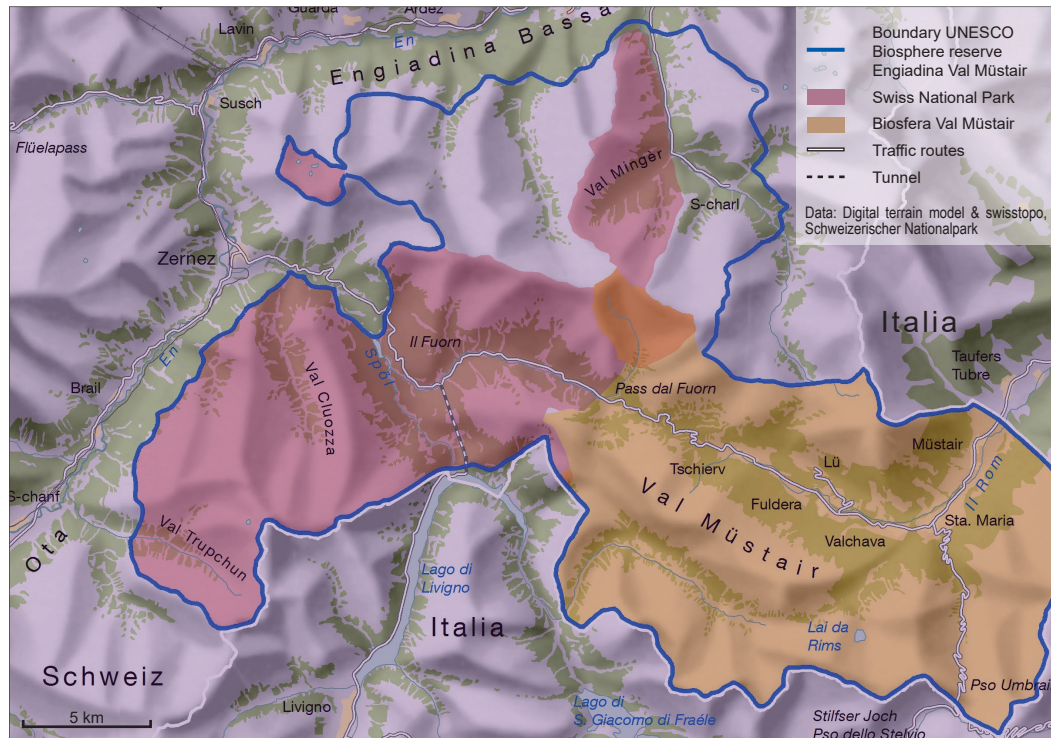 Lavin
Guarda
Ardez
En
Engiadina Bassa
Susch
Flüelapass
Val Mingèr
S-charl
Zernez
Boundary UNESCO
Biosphere reserve
Engiadina Val Müstair
Swiss National Park
Biosfera Val Müstair
Traffic routes
Tunnel
Data: Digital terrain model & swisstopo,
Schweizerischer Nationalpark
Italia
Taufers
Tubre
Il Fuorn
Spöl
En
Brail
Val Cluozza
Pass dal Fuorn
Müstair
Lü
Tschierv
Il Rom
Fuldera
Sta. Maria
Valchava
Val Müstair
S-chanf
Ota
Val Trupchun
Lago di
Livigno
Italia
Lai da
Rims
Schweiz
5 km
Livigno
Lago di
S. Giacomo di Fraéle
Pso Umbrail
Stilfser Joch
Pso dello Stelvio